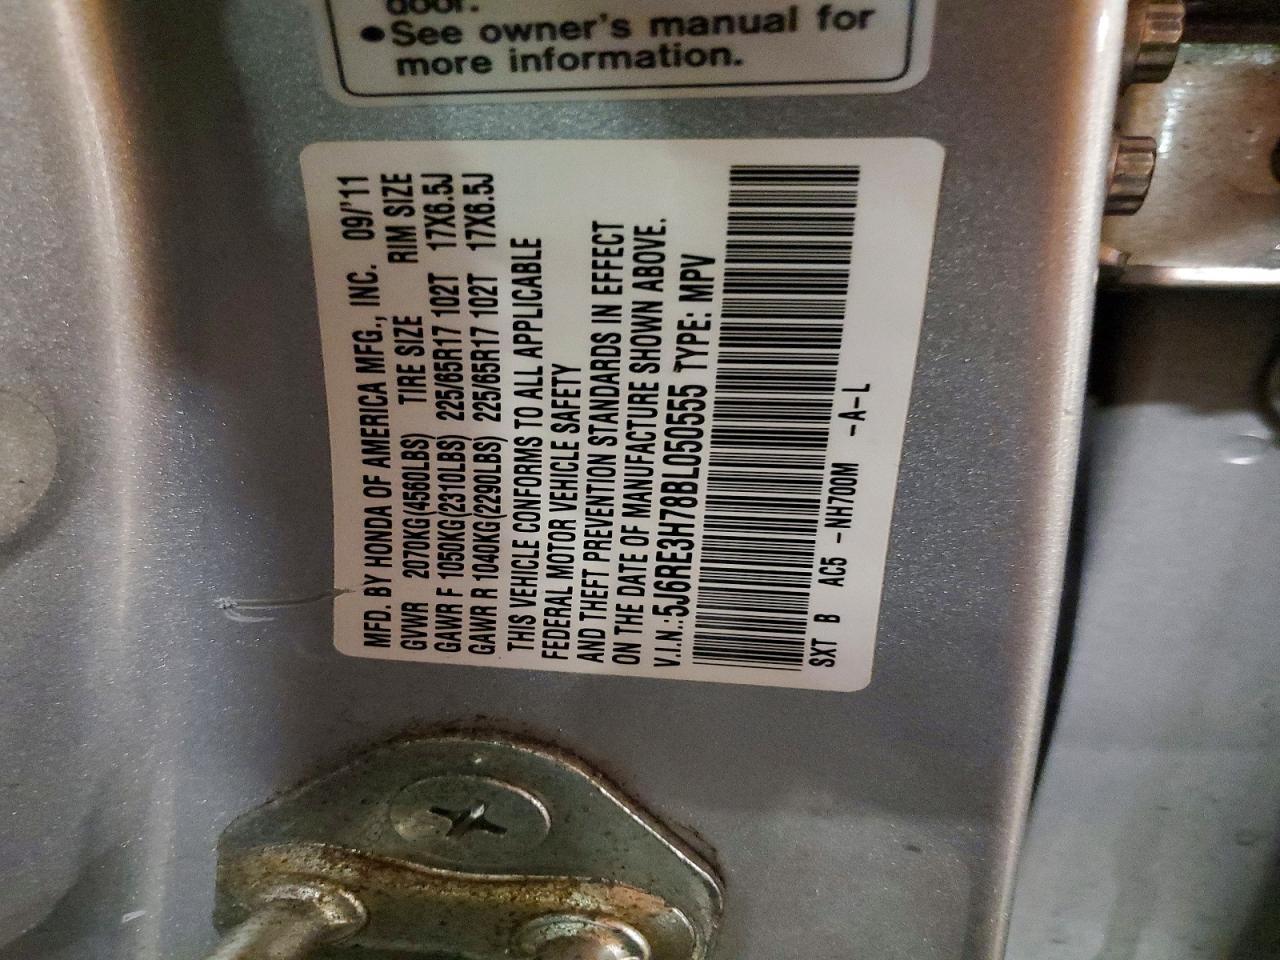 door.
•See owner's manual for
more information.
MFD. BY HONDA OF AMERICA MFG., INC. 09/'11
GVWR 2070KG(4560LBS) TIRE SIZE RIM SIZE
GAWR F 1050KG(2310LBS) 225/65R17 102T 17X6.5J
GAWR R 1040KG(2290LBS) 225/65R17 102T 17X6.5J
THIS VEHICLE CONFORMS TO ALL APPLICABLE
FEDERAL MOTOR VEHICLE SAFETY
AND THEFT PREVENTION STANDARDS IN EFFECT
ON THE DATE OF MANUFACTURE SHOWN ABOVE.
V.I.N.:5J6RE3H78BL050555 TYPE: MPV
SXT B AC5 -NH700M -A-L